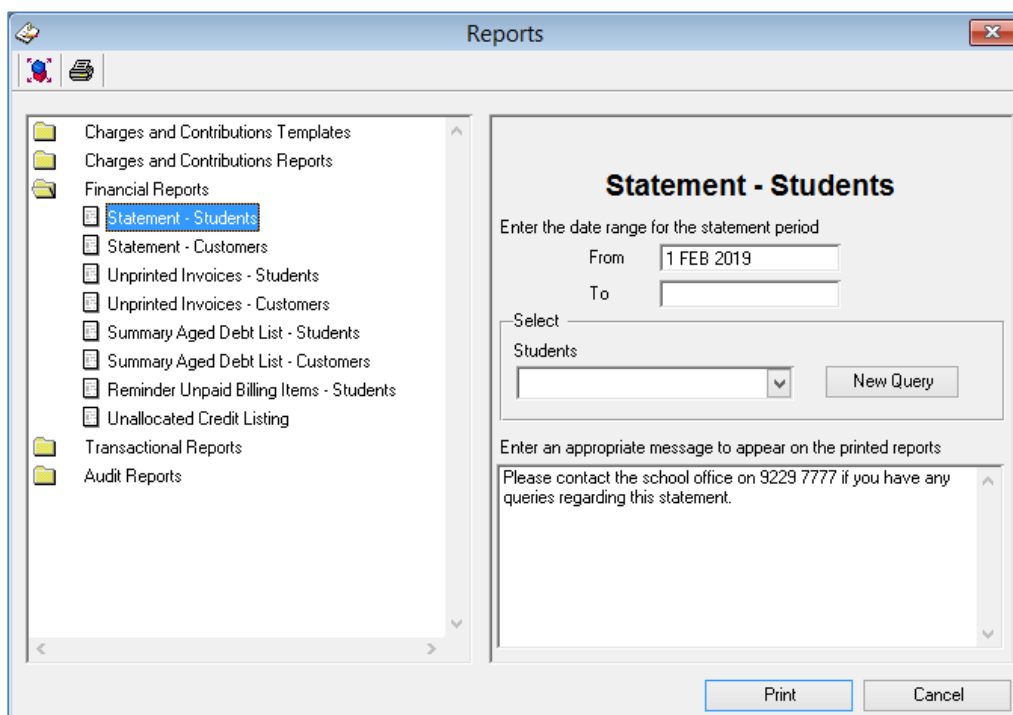 Reports
Charges and Contributions Templates
Charges and Contributions Reports
Financial Reports
Statement - Students
Statement - Customers
Unprinted Invoices - Students
Unprinted Invoices - Customers
Summary Aged Debt List - Students
Summary Aged Debt List - Customers
Reminder Unpaid Billing Items - Students
Unallocated Credit Listing
Transactional Reports
Audit Reports
Statement - Students
Enter the date range for the statement period
From 1 FEB 2019
To
Select
Students
New Query
Enter an appropriate message to appear on the printed reports
Please contact the school office on 9229 7777 if you have any
queries regarding this statement.
Print Cancel